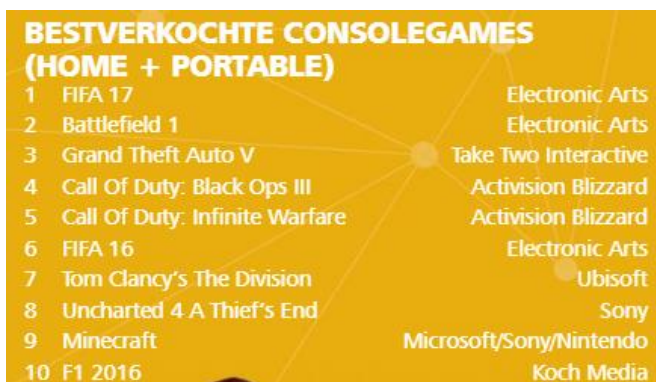 BESTVERKOCHTE CONSOLEGAMES
(HOME + PORTABLE)
1 FIFA 17 Electronic Arts
2 Battlefield 1 Electronic Arts
3 Grand Theft Auto V Take Two Interactive
4 Call Of Duty: Black Ops III Activision Blizzard
5 Call Of Duty: Infinite Warfare Activision Blizzard
6 FIFA 16 Electronic Arts
7 Tom Clancy's The Division Ubisoft
8 Uncharted 4 A Thief's End Sony
9 Minecraft Microsoft/Sony/Nintendo
10 F1 2016 Koch Media